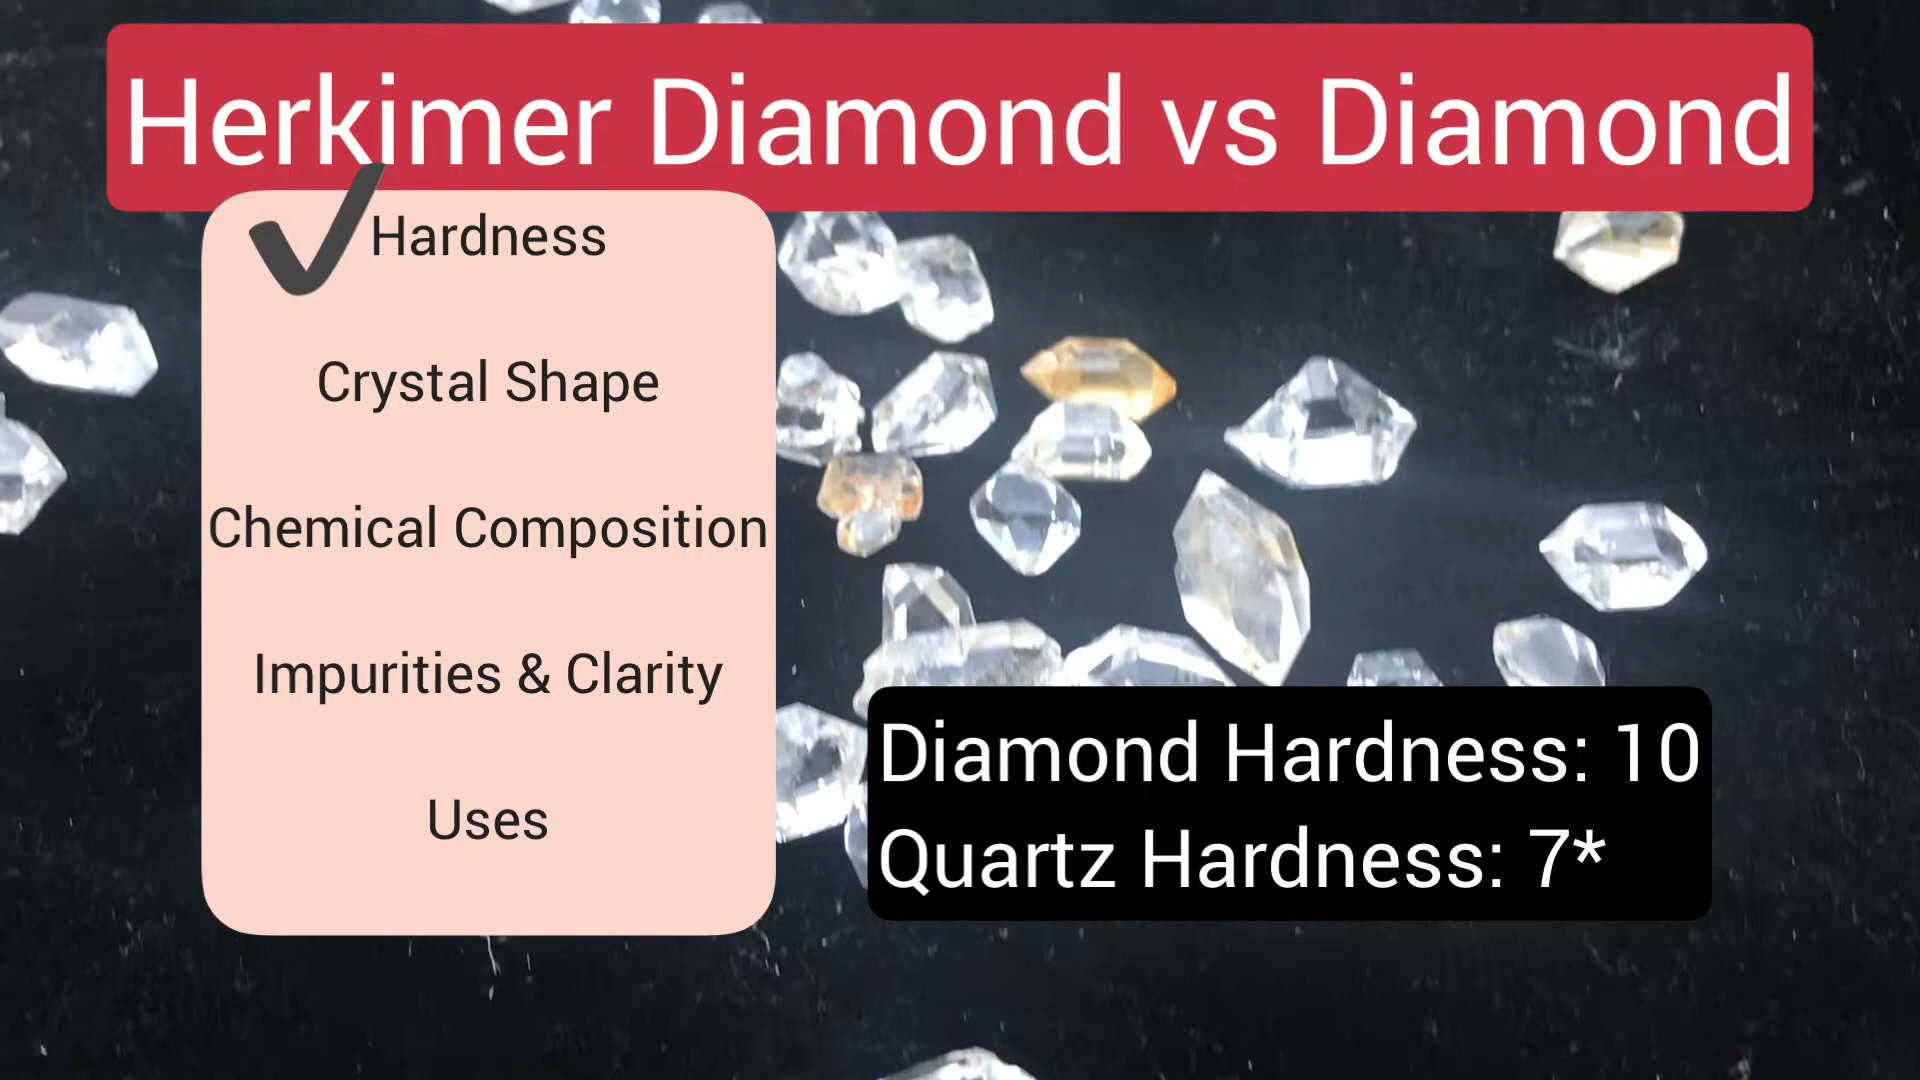 Herkimer Diamond vs Diamond
✔Hardness
Crystal Shape
Chemical Composition
Impurities & Clarity
Uses
Diamond Hardness: 10
Quartz Hardness: 7*